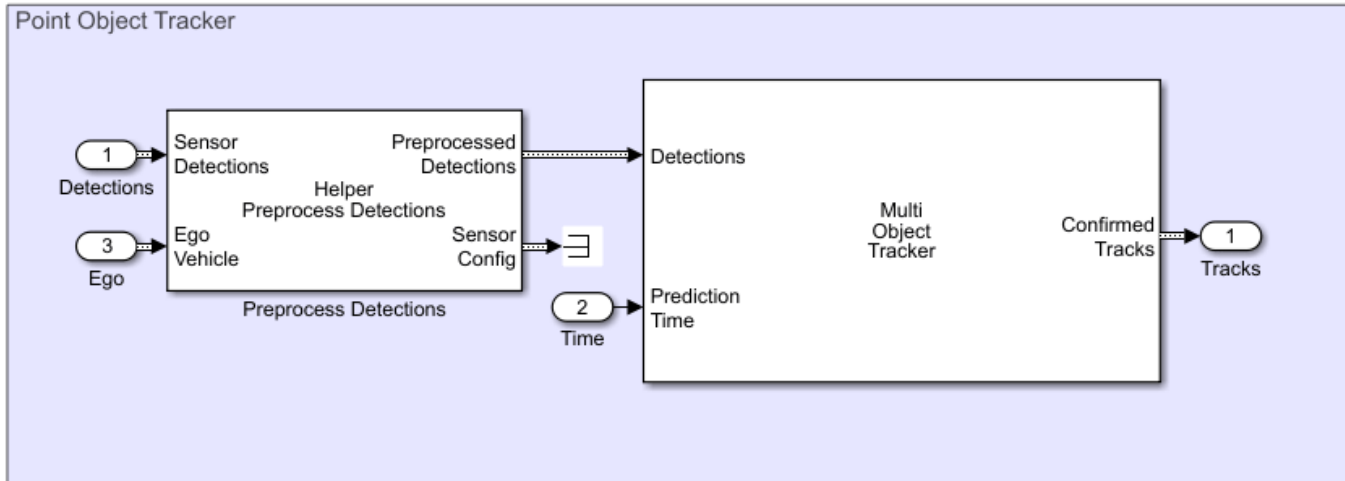 Point Object Tracker
1
Detections
3
Ego
Sensor
Detections
Ego
Vehicle
Helper
Preprocess Detections
Preprocessed
Detections
Sensor
Config
Preprocess Detections
2
Time
Detections
Prediction
Time
Multi
Object
Tracker
Confirmed
Tracks
1
Tracks